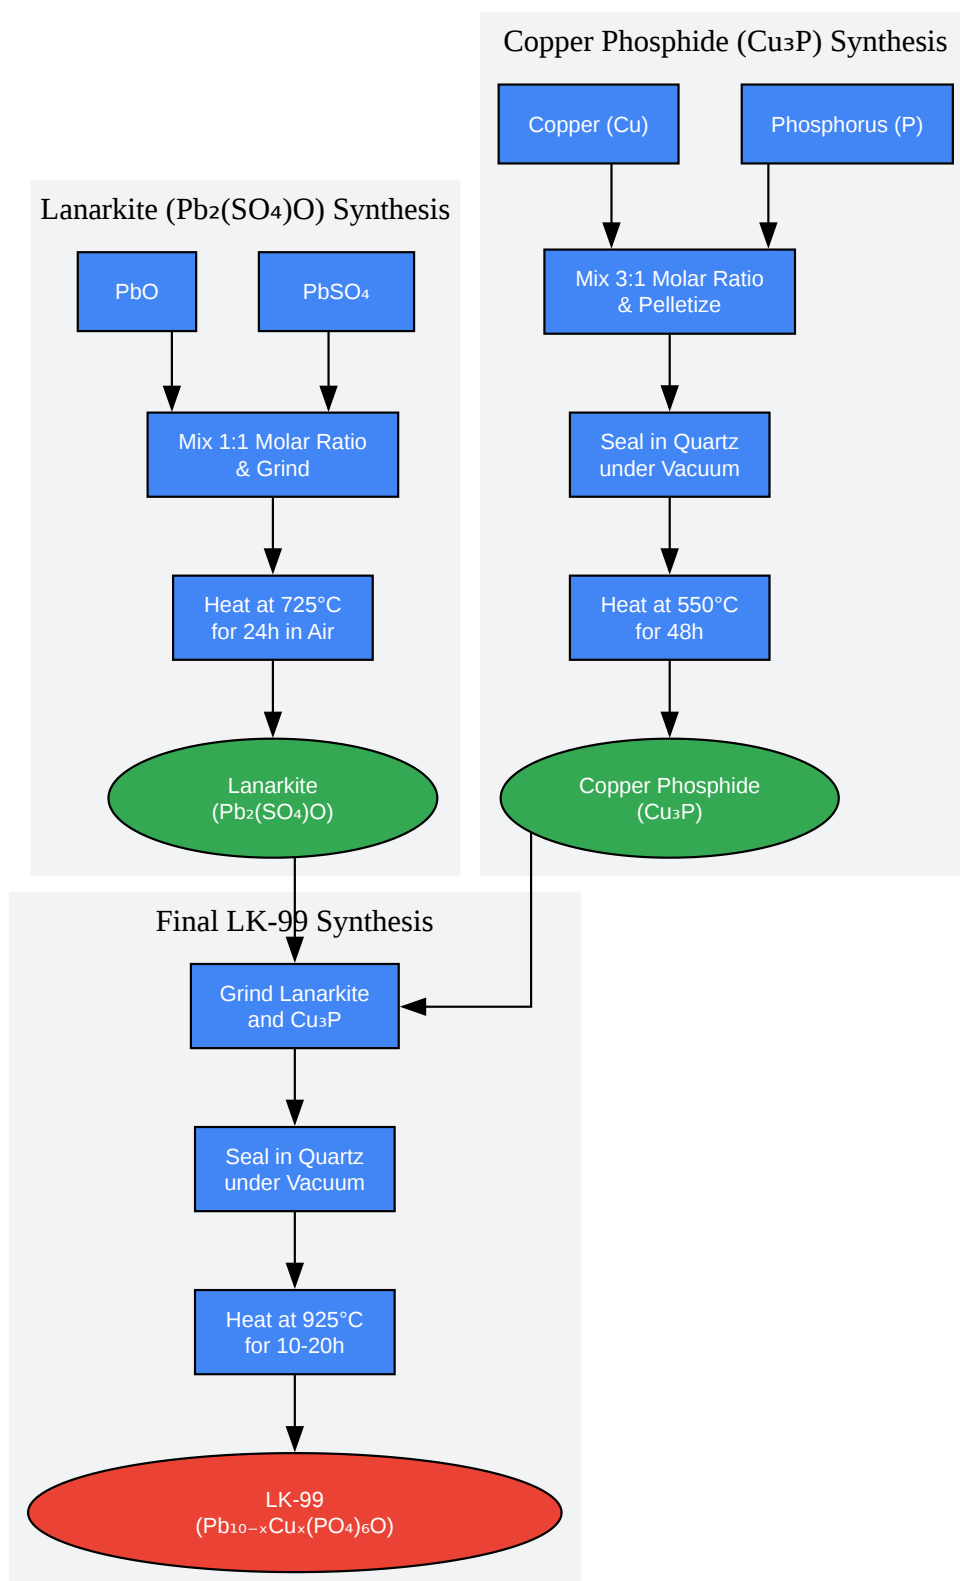 Copper Phosphide (Cu₃P) Synthesis
Copper (Cu)
Phosphorus (P)
Mix 3:1 Molar Ratio
& Pelletize
Seal in Quartz
under Vacuum
Heat at 550°C
for 48h
Copper Phosphide
(Cu₃P)
Lanarkite (Pb₂(SO₄)O) Synthesis
PbO
PbSO₄
Mix 1:1 Molar Ratio
& Grind
Heat at 725°C
for 24h in Air
Lanarkite
(Pb₂(SO₄)O)
Final LK-99 Synthesis
Grind Lanarkite
and Cu₃P
Seal in Quartz
under Vacuum
Heat at 925°C
for 10-20h
LK-99
(Pb₁₀₋ₓCuₓ(PO₄)₆O)